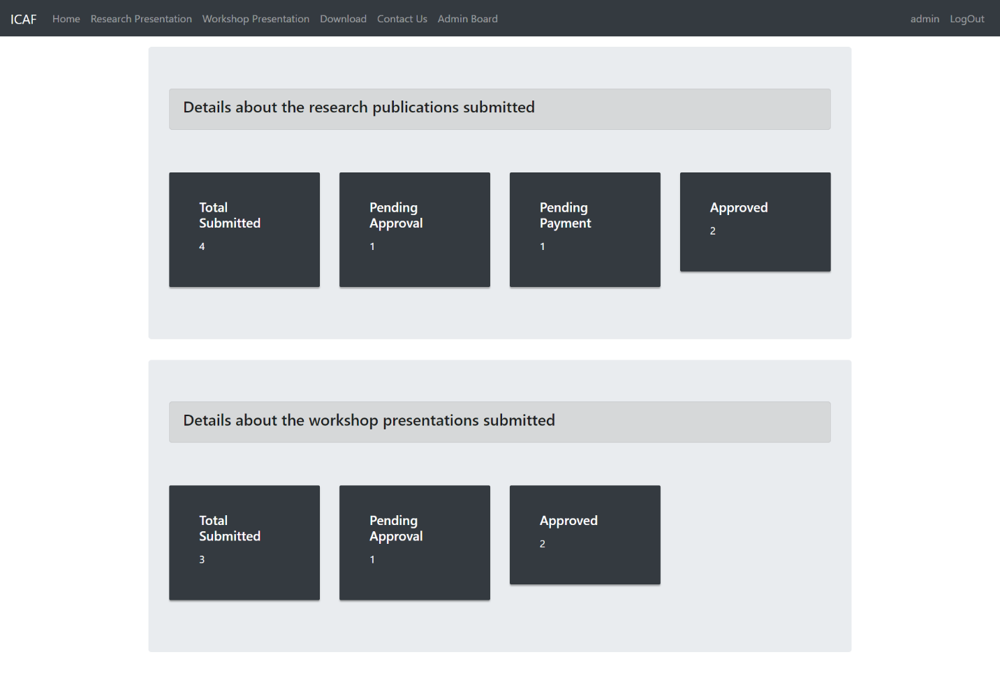 ICAF Home Research Presentation Workshop Presentation Download Contact Us Admin Board admin LogOut
Details about the research publications submitted
Total
Submitted
4
Pending
Approval
1
Pending
Payment
1
Approved
2
Details about the workshop presentations submitted
Total
Submitted
3
Pending
Approval
1
Approved
2